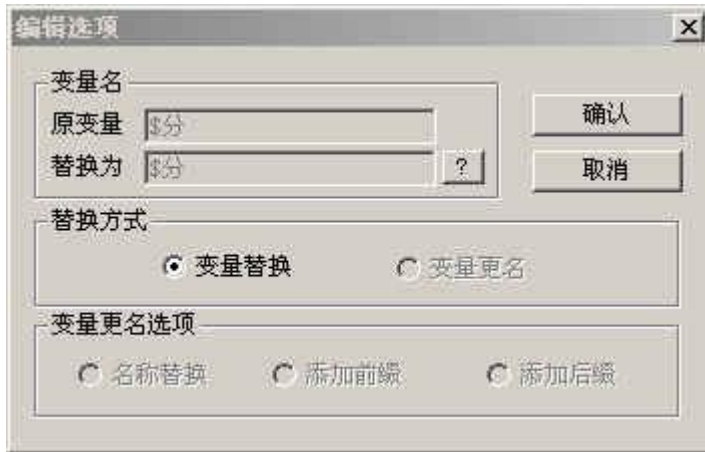 编辑选项
变量名
原变量 $分
确认
替换为 $分 ?
取消
替换方式
变量替换 变量更名
变量更名选项
名称替换 添加前缀 添加后缀